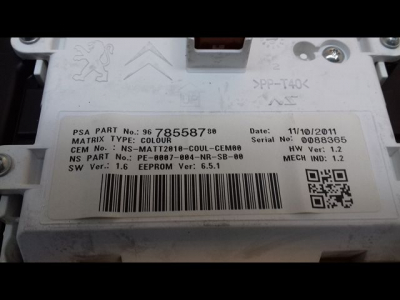 >PP-T40<
PSA PART No.: 96 785587 80 Date: 11/10/2011
MATRIX TYPE: COLOUR Serial No: 0088365
CEM No.: NS-MATT2010-COUL-CEM00 HW Ver: 1.2
NS PART No.: PE-0007-004-NR-SB-00 MECH IND: 1.2
SW Ver.: 1.6 EEPROM Ver: 6.5.1